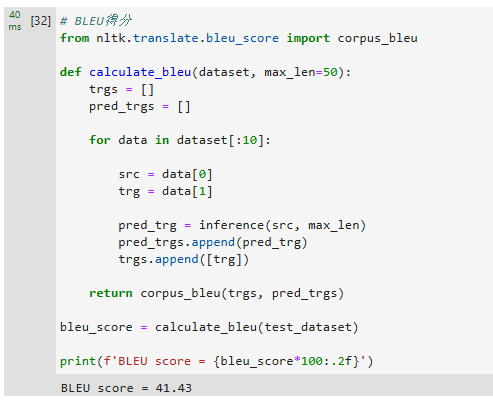 40
ms
[32] # BLEU得分
from nltk.translate.bleu_score import corpus_bleu
def calculate_bleu(dataset, max_len=50):
    trgs = []
    pred_trgs = []
    for data in dataset[:10]:
        src = data[0]
        trg = data[1]
        pred_trg = inference(src, max_len)
        pred_trgs.append(pred_trg)
        trgs.append([trg])
    return corpus_bleu(trgs, pred_trgs)
bleu_score = calculate_bleu(test_dataset)
print(f'BLEU score = {bleu_score*100:.2f}')
BLEU score = 41.43